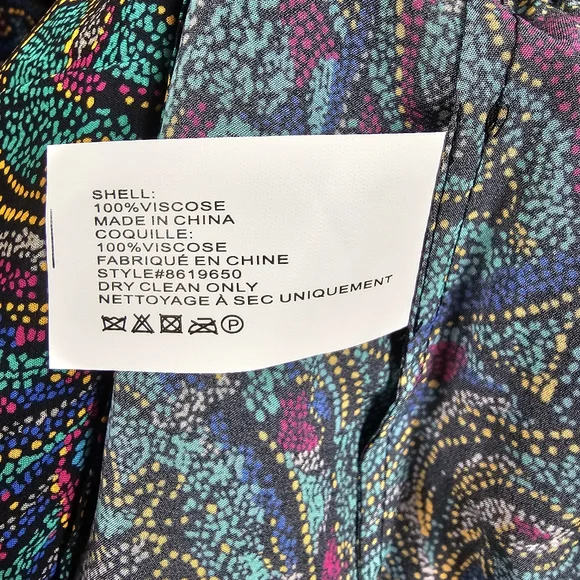 SHELL:
100%VISCOSE
MADE IN CHINA
COQUILLE:
100%VISCOSE
FABRIQUÉ EN CHINE
STYLE#8619650
DRY CLEAN ONLY
NETTOYAGE À SEC UNIQUEMENT
P